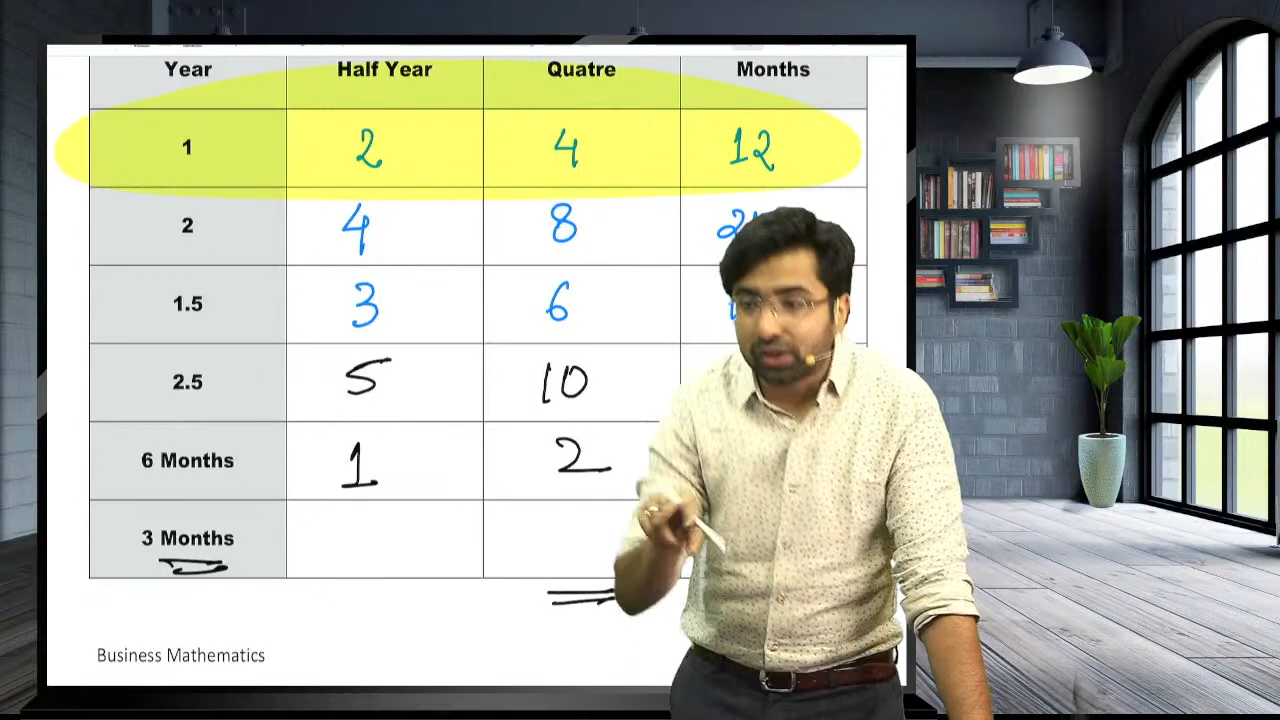 Year Half Year Quatre Months
1 2 4 12
2 4 8
1.5 3 6
2.5 5 10
6 Months 1 2
3 Months
Business Mathematics